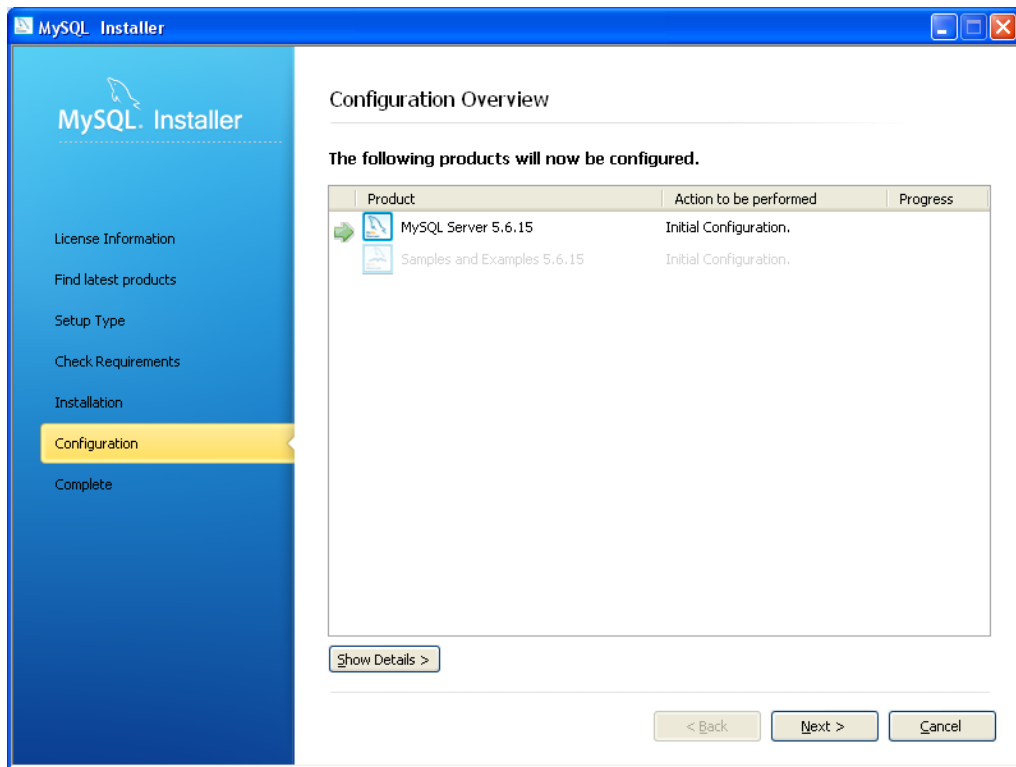 MySQL Installer
MySQL. Installer
Configuration Overview
The following products will now be configured.
Product Action to be performed Progress
MySQL Server 5.6.15 Initial Configuration.
Samples and Examples 5.6.15 Initial Configuration.
License Information
Find latest products
Setup Type
Check Requirements
Installation
Configuration
Complete
Show Details >
< Back Next > Cancel